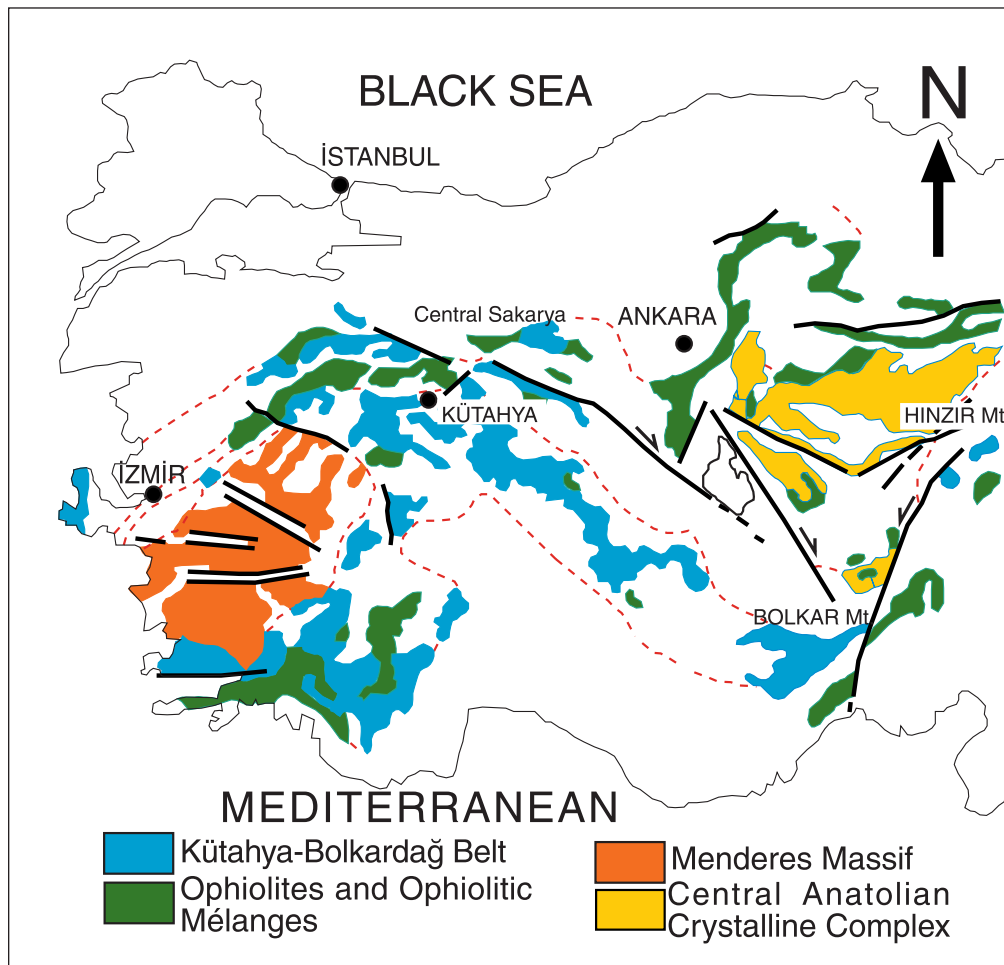 BLACK SEA
N
İSTANBUL
Central Sakarya
ANKARA
KÜTAHYA
HINZIR Mt
İZMİR
BOLKAR Mt
MEDITERRANEAN
Kütahya-Bolkardağ Belt
Ophiolites and Ophiolitic
Mélanges
Menderes Massif
Central Anatolian
Crystalline Complex